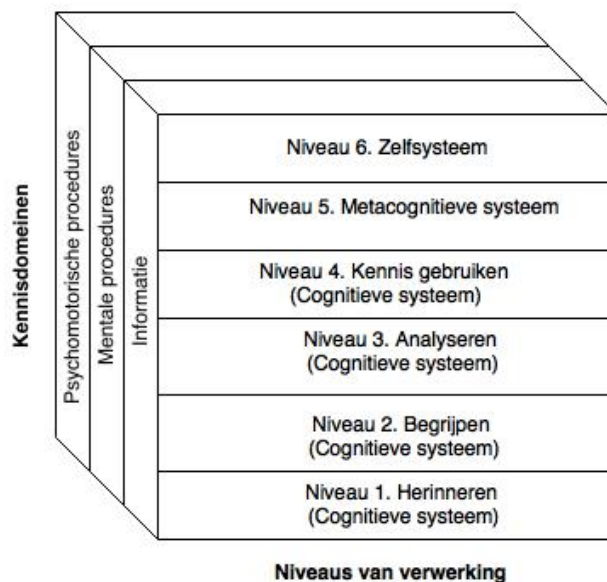 Kennisdomeinen
Psychomotorische procedures
Mentale procedures
Informatie
Niveau 6. Zelfsysteem
Niveau 5. Metacognitieve systeem
Niveau 4. Kennis gebruiken
(Cognitieve systeem)
Niveau 3. Analyseren
(Cognitieve systeem)
Niveau 2. Begrijpen
(Cognitieve systeem)
Niveau 1. Herinneren
(Cognitieve systeem)
Niveaus van verwerking